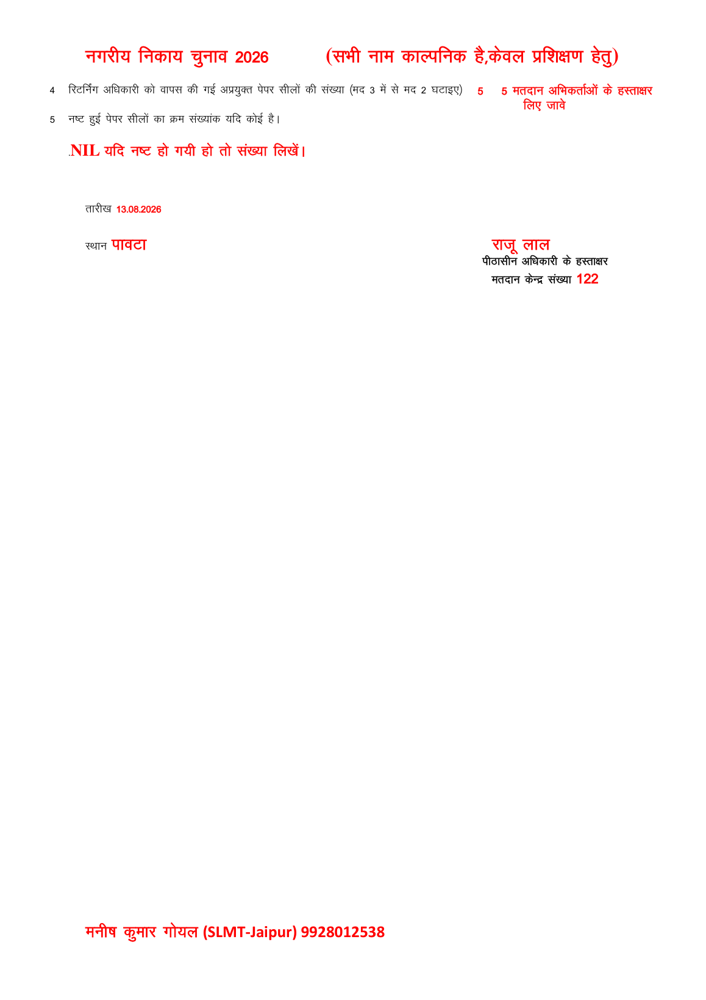 नगरीय निकाय चुनाव 2026 (सभी नाम काल्पनिक है,केवल प्रशिक्षण हेतु)
4 रिटर्निंग अधिकारी को वापस की गई अप्रयुक्त पेपर सीलों की संख्या (मद 3 में से मद 2 घटाइए) 5 5 मतदान अभिकर्ताओं के हस्ताक्षर
लिए जावे
5 नष्ट हुई पेपर सीलों का क्रम संख्यांक यदि कोई है।
.NIL यदि नष्ट हो गयी हो तो संख्या लिखें।
तारीख 13.08.2026
स्थान पावटा राजू लाल
पीठासीन अधिकारी के हस्ताक्षर
मतदान केन्द्र संख्या 122
मनीष कुमार गोयल (SLMT-Jaipur) 9928012538